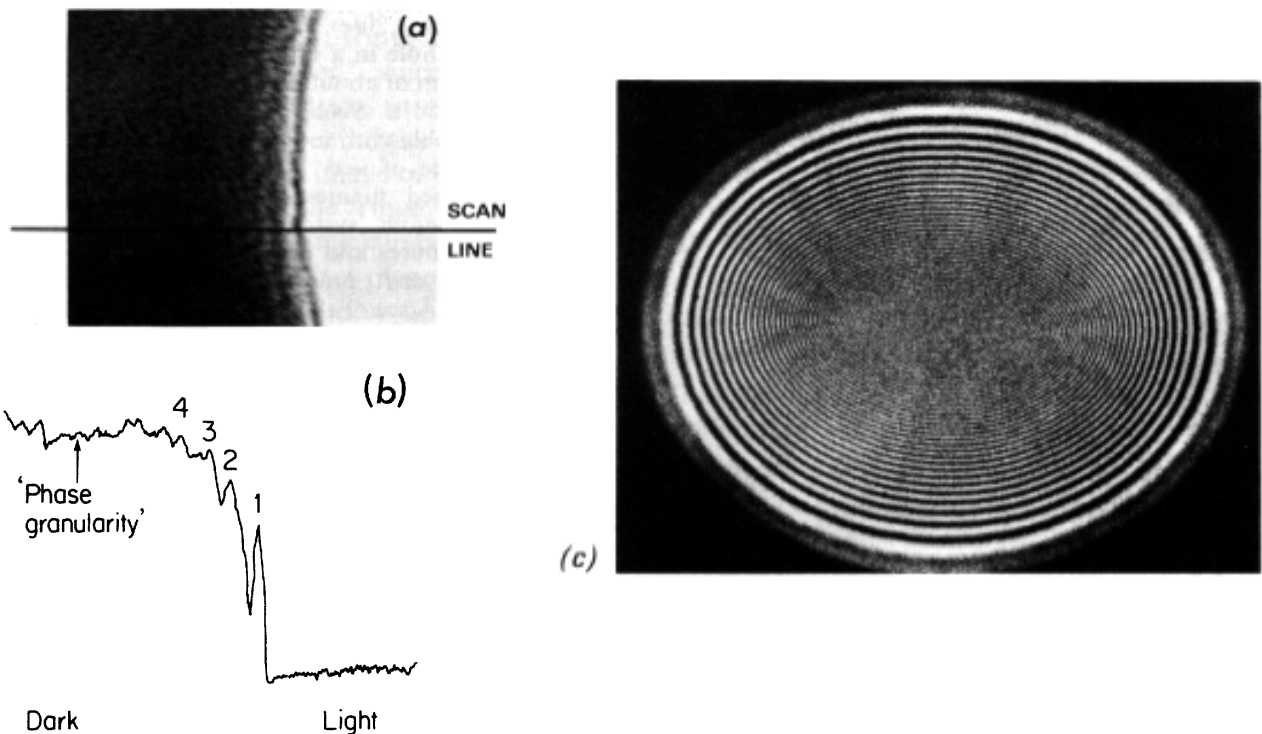 (a)
SCAN
LINE
(b)
4
3
2
1
‘Phase
granularity’
Dark
Light
(c)